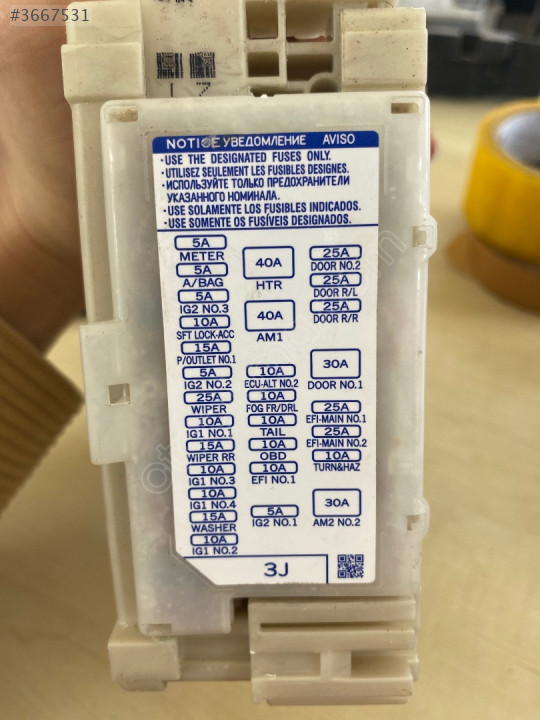 #3667531
NOTICE УВЕДОМЛЕНИЕ AVISO
·USE THE DESIGNATED FUSES ONLY.
·UTILISEZ SEULEMENT LES FUSIBLES DESIGNES.
·ИСПОЛЬЗУЙТЕ ТОЛЬКО ПРЕДОХРАНИТЕЛИ
УКАЗАННОГО НОМИНАЛА.
·USE SOLAMENTE LOS FUSIBLES INDICADOS.
·USE SOMENTE OS FUSÍVEIS DESIGNADOS.
5A
METER
5A
A/BAG
5A
IG2 NO.3
10A
SFT LOCK-ACC
15A
P/OUTLET NO.1
5A
IG2 NO.2
25A
WIPER
10A
IG1 NO.1
15A
WIPER RR
10A
IG1 NO.3
10A
IG1 NO.4
15A
WASHER
10A
IG1 NO.2
40A
HTR
40A
AM1
10A
ECU-ALT NO.2
10A
FOG FR/DRL
10A
TAIL
10A
OBD
10A
EFI NO.1
5A
IG2 NO.1
25A
DOOR NO.2
25A
DOOR R/L
25A
DOOR R/R
30A
DOOR NO.1
25A
EFI-MAIN NO.1
25A
EFI-MAIN NO.2
10A
TURN&HAZ
30A
AM2 NO.2
3J